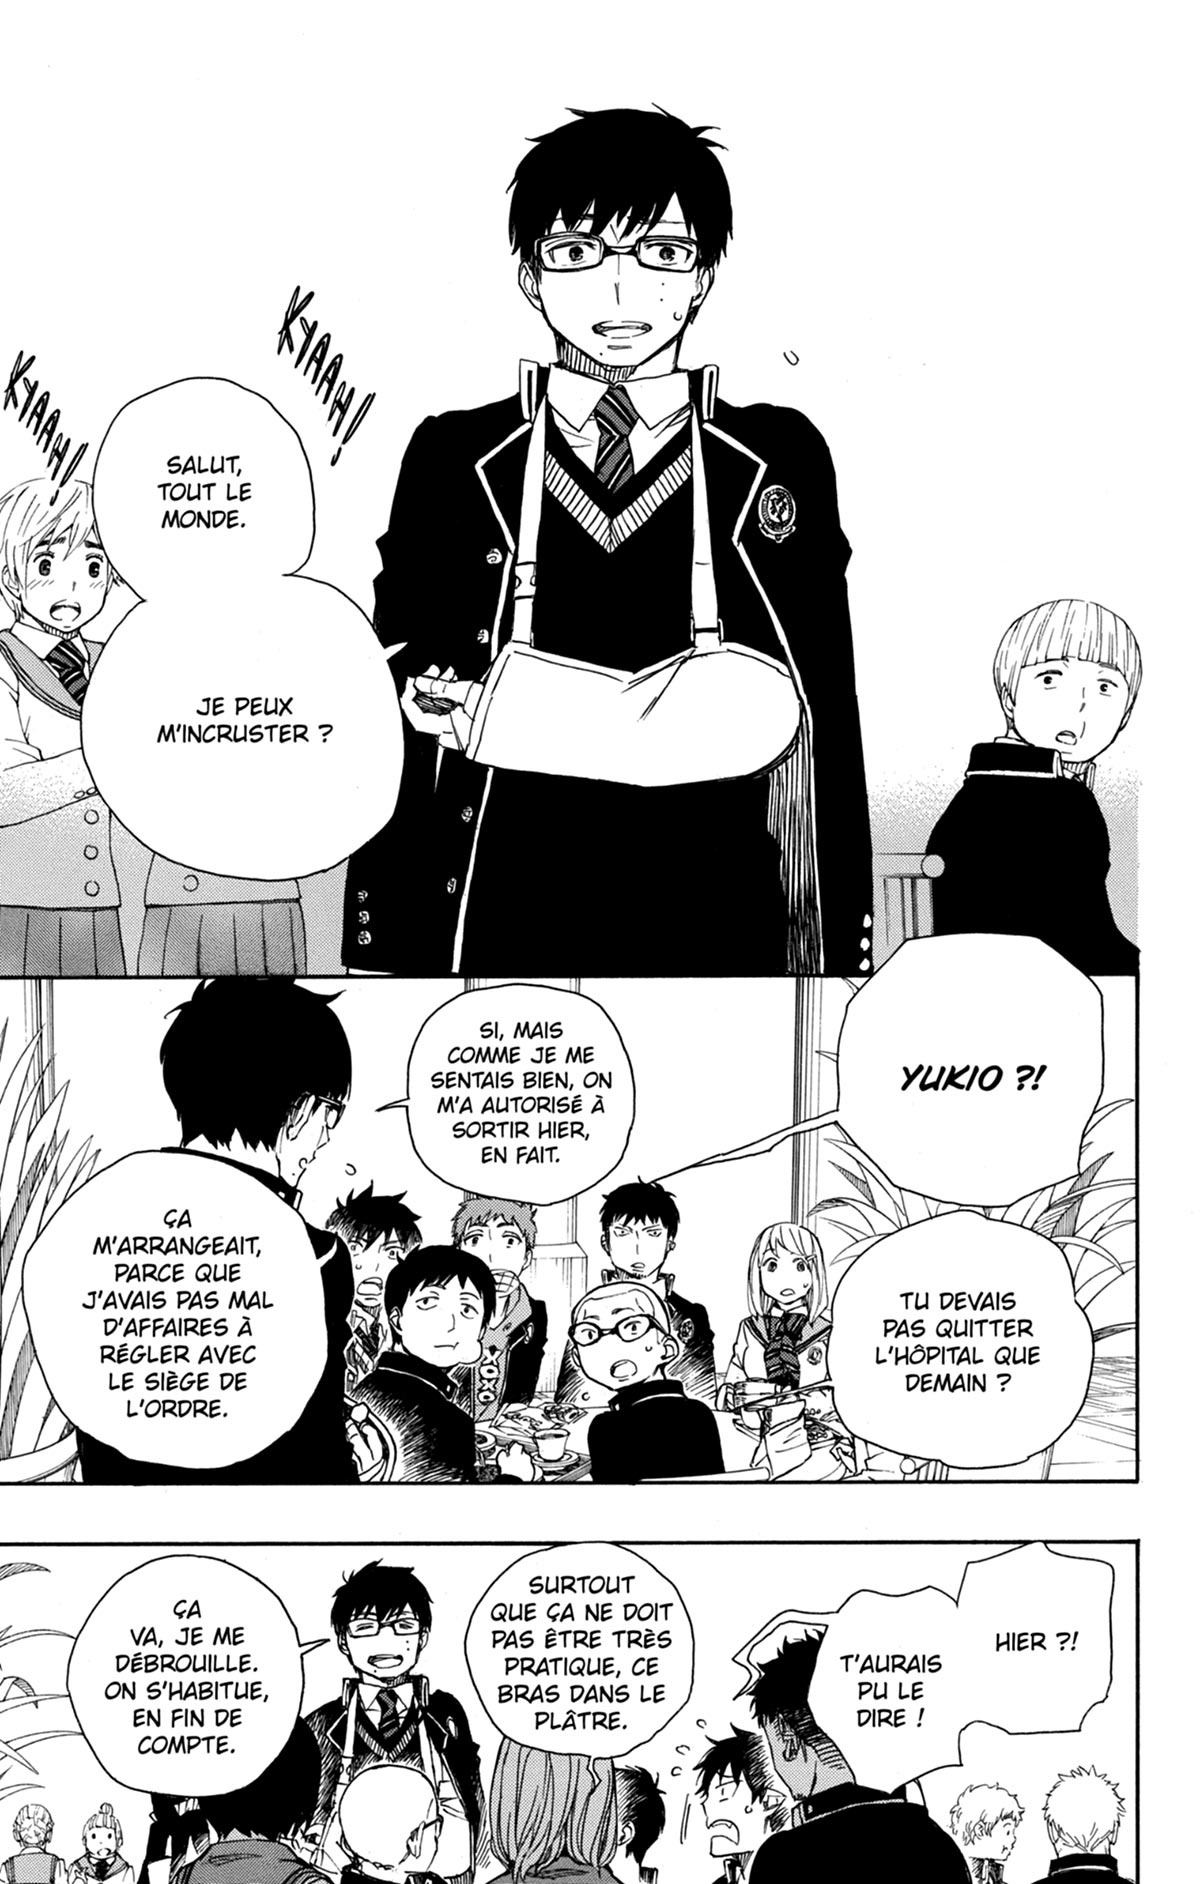 KYAAH!
KYAAH!
SALUT,
TOUT LE
MONDE.
JE PEUX
M'INCRUSTER ?
YUKIO ?!
TU DEVAIS
PAS QUITTER
L'HÔPITAL QUE
DEMAIN ?
SI, MAIS
COMME JE ME
SENTAIS BIEN, ON
M'A AUTORISÉ À
SORTIR HIER,
EN FAIT.
ÇA
M'ARRANGEAIT,
PARCE QUE
J'AVAIS PAS MAL
D'AFFAIRES À
RÉGLER AVEC
LE SIÈGE DE
L'ORDRE.
HIER ?!
T'AURAIS
PU LE
DIRE !
SURTOUT
QUE ÇA NE DOIT
PAS ÊTRE TRÈS
PRATIQUE, CE
BRAS DANS LE
PLÂTRE.
ÇA
VA, JE ME
DÉBROUILLE.
ON S'HABITUE,
EN FIN DE
COMPTE.